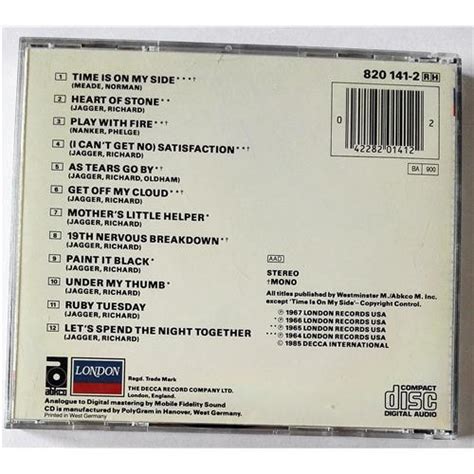 820 141-2 RH
1 TIME IS ON MY SIDE * * * †
(MEADE, NORMAN)
2 HEART OF STONE * *
(JAGGER, RICHARD)
3 PLAY WITH FIRE * †
(NANKER, PHELGE)
4 (I CAN'T GET NO) SATISFACTION * *
(JAGGER, RICHARD)
5 AS TEARS GO BY * †
(JAGGER, RICHARD, OLDHAM)
6 GET OFF MY CLOUD * * †
(JAGGER, RICHARD)
7 MOTHER'S LITTLE HELPER *
(JAGGER, RICHARD)
8 19TH NERVOUS BREAKDOWN * †
(JAGGER, RICHARD)
9 PAINT IT BLACK *
(JAGGER, RICHARD)
10 UNDER MY THUMB *
(JAGGER, RICHARD)
11 RUBY TUESDAY
(JAGGER, RICHARD)
12 LET'S SPEND THE NIGHT TOGETHER
(JAGGER, RICHARD)
0 42282 01412 2
BA 900
AAD
STEREO
†MONO
All titles published by Westminster M./Abkco M. Inc.
except 'Time Is On My Side'- Copyright Control.
℗ 1967 LONDON RECORDS USA
* ℗ 1966 LONDON RECORDS USA
* * ℗ 1965 LONDON RECORDS USA
* * * ℗ 1964 LONDON RECORDS USA
© 1985 DECCA INTERNATIONAL
abkco
LONDON
Regd. Trade Mark
THE DECCA RECORD COMPANY LTD.
London, England.
Analogue to Digital mastering by Mobile Fidelity Sound
CD is manufactured by PolyGram in Hanover, West Germany.
Printed in West Germany
COMPACT
disc
DIGITAL AUDIO